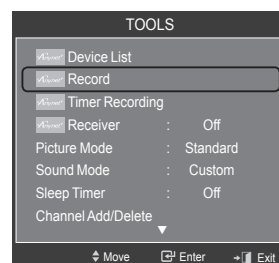 TOOLS
Device List
Record
Timer Recording
Receiver : Off
Picture Mode : Standard
Sound Mode : Custom
Sleep Timer : Off
Channel Add/Delete
Move Enter Exit